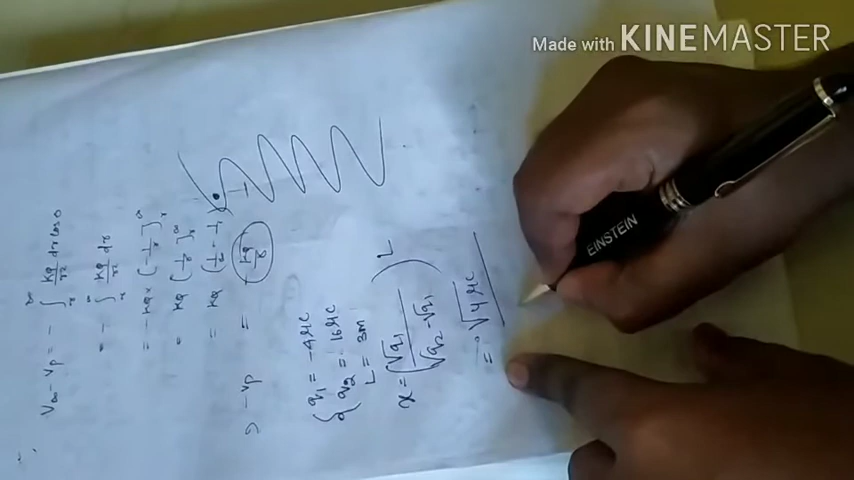 Made with KINEMASTER
V∞ - Vp = - ∫ KQ/r² dr cos 0
= - ∫ KQ/r² dr
= - KQ × (-1/r)]
= KQ (1/r)]
= KQ (1/∞ - 1/r)
⇒ -Vp = - KQ/r
q1 = -4μC
q2 = -16μC
L = 3m
x = (√q1/√q2-√q1) L
= √4μC
EINSTEIN